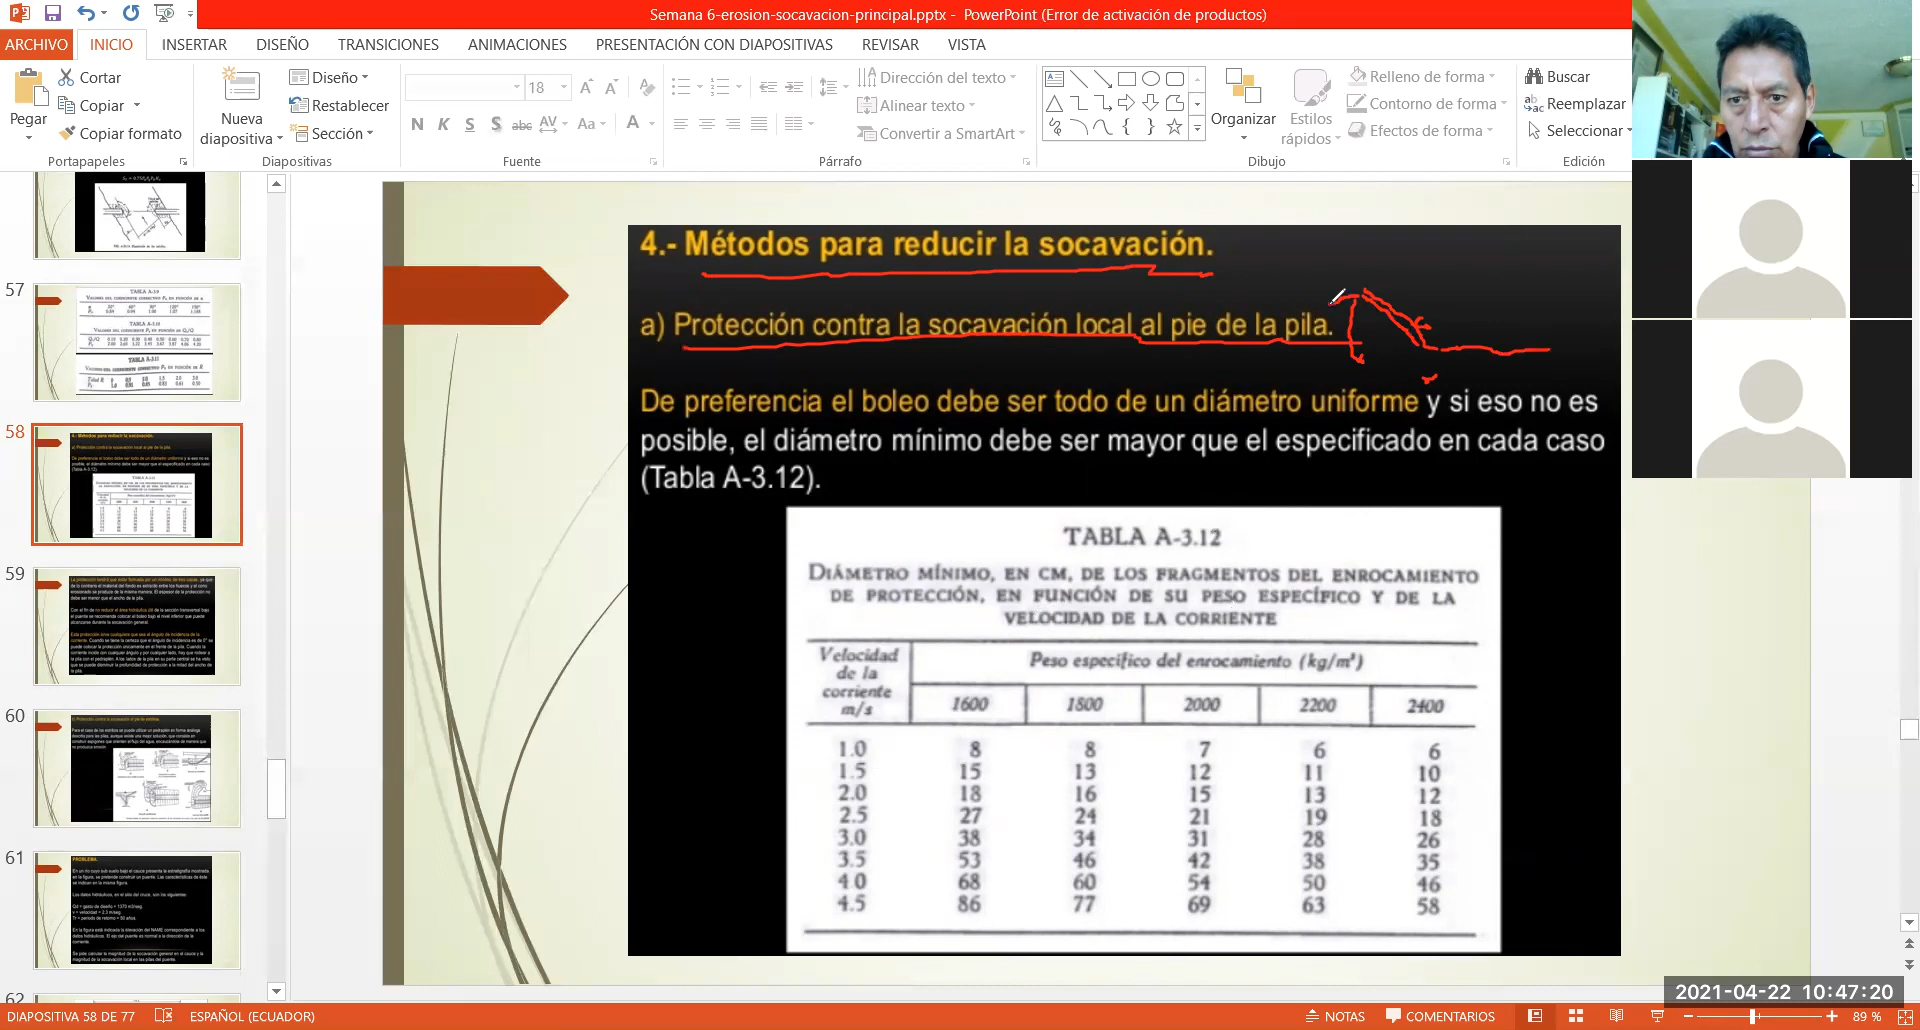 Semana 6-erosion-socavacion-principal.pptx - PowerPoint (Error de activación de productos)
ARCHIVO INICIO INSERTAR DISEÑO TRANSICIONES ANIMACIONES PRESENTACIÓN CON DIAPOSITIVAS REVISAR VISTA
Pegar
Cortar
Copiar
Copiar formato
Portapapeles
Nueva diapositiva
Diseño
Restablecer
Sección
Diapositivas
18
N K S S abc AV Aa A
Fuente
Dirección del texto
Alinear texto
Convertir a SmartArt
Párrafo
Organizar
Estilos rápidos
Relleno de forma
Contorno de forma
Efectos de forma
Dibujo
Buscar
Reemplazar
Seleccionar
Edición
57
58
59
60
61
62
4.- Métodos para reducir la socavación.
a) Protección contra la socavación local al pie de la pila.
De preferencia el boleo debe ser todo de un diámetro uniforme y si eso no es
posible, el diámetro mínimo debe ser mayor que el especificado en cada caso
(Tabla A-3.12).
TABLA A-3.12
DIÁMETRO MÍNIMO, EN CM, DE LOS FRAGMENTOS DEL ENROCAMIENTO
DE PROTECCIÓN, EN FUNCIÓN DE SU PESO ESPECÍFICO Y DE LA
VELOCIDAD DE LA CORRIENTE
Velocidad
de la
corriente
m/s
Peso específico del enrocamiento (kg/m³)
1600 1800 2000 2200 2400
1.0 8 8 7 6 6
1.5 15 13 12 11 10
2.0 18 16 15 13 12
2.5 27 24 21 19 18
3.0 38 34 31 28 26
3.5 53 46 42 38 35
4.0 68 60 54 50 46
4.5 86 77 69 63 58
2021-04-22 10:47:20
DIAPOSITIVA 58 DE 77 ESPAÑOL (ECUADOR) NOTAS COMENTARIOS 89 %